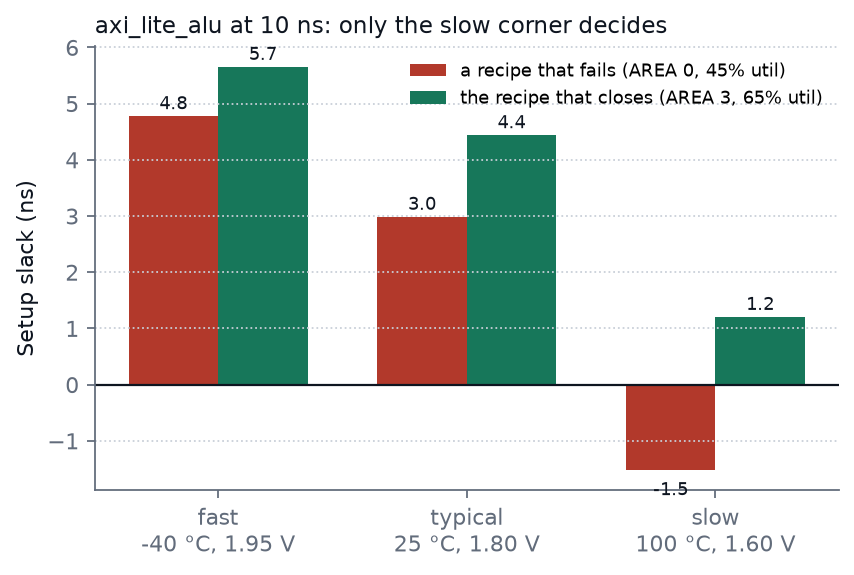 axi_lite_alu at 10 ns: only the slow corner decides
a recipe that fails (AREA 0, 45% util)
the recipe that closes (AREA 3, 65% util)
Setup slack (ns)
6
5
4
3
2
1
0
−1
4.8
5.7
3.0
4.4
-1.5
1.2
fast
-40 °C, 1.95 V
typical
25 °C, 1.80 V
slow
100 °C, 1.60 V